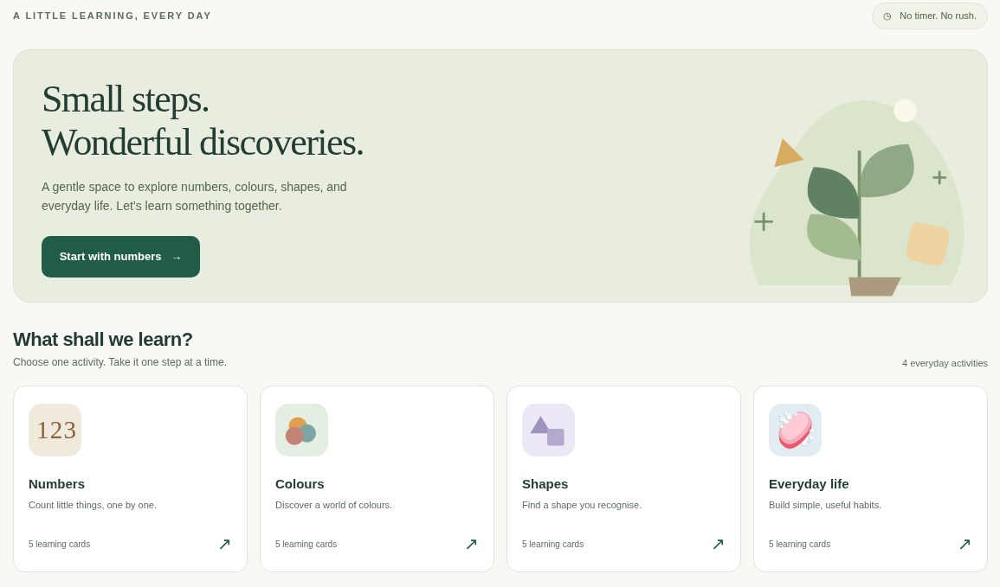 A LITTLE LEARNING, EVERY DAY
No timer. No rush.
Small steps.
Wonderful discoveries.
A gentle space to explore numbers, colours, shapes, and
everyday life. Let’s learn something together.
Start with numbers →
What shall we learn?
Choose one activity. Take it one step at a time.
4 everyday activities
123
Numbers
Count little things, one by one.
5 learning cards
Colours
Discover a world of colours.
5 learning cards
Shapes
Find a shape you recognise.
5 learning cards
Everyday life
Build simple, useful habits.
5 learning cards